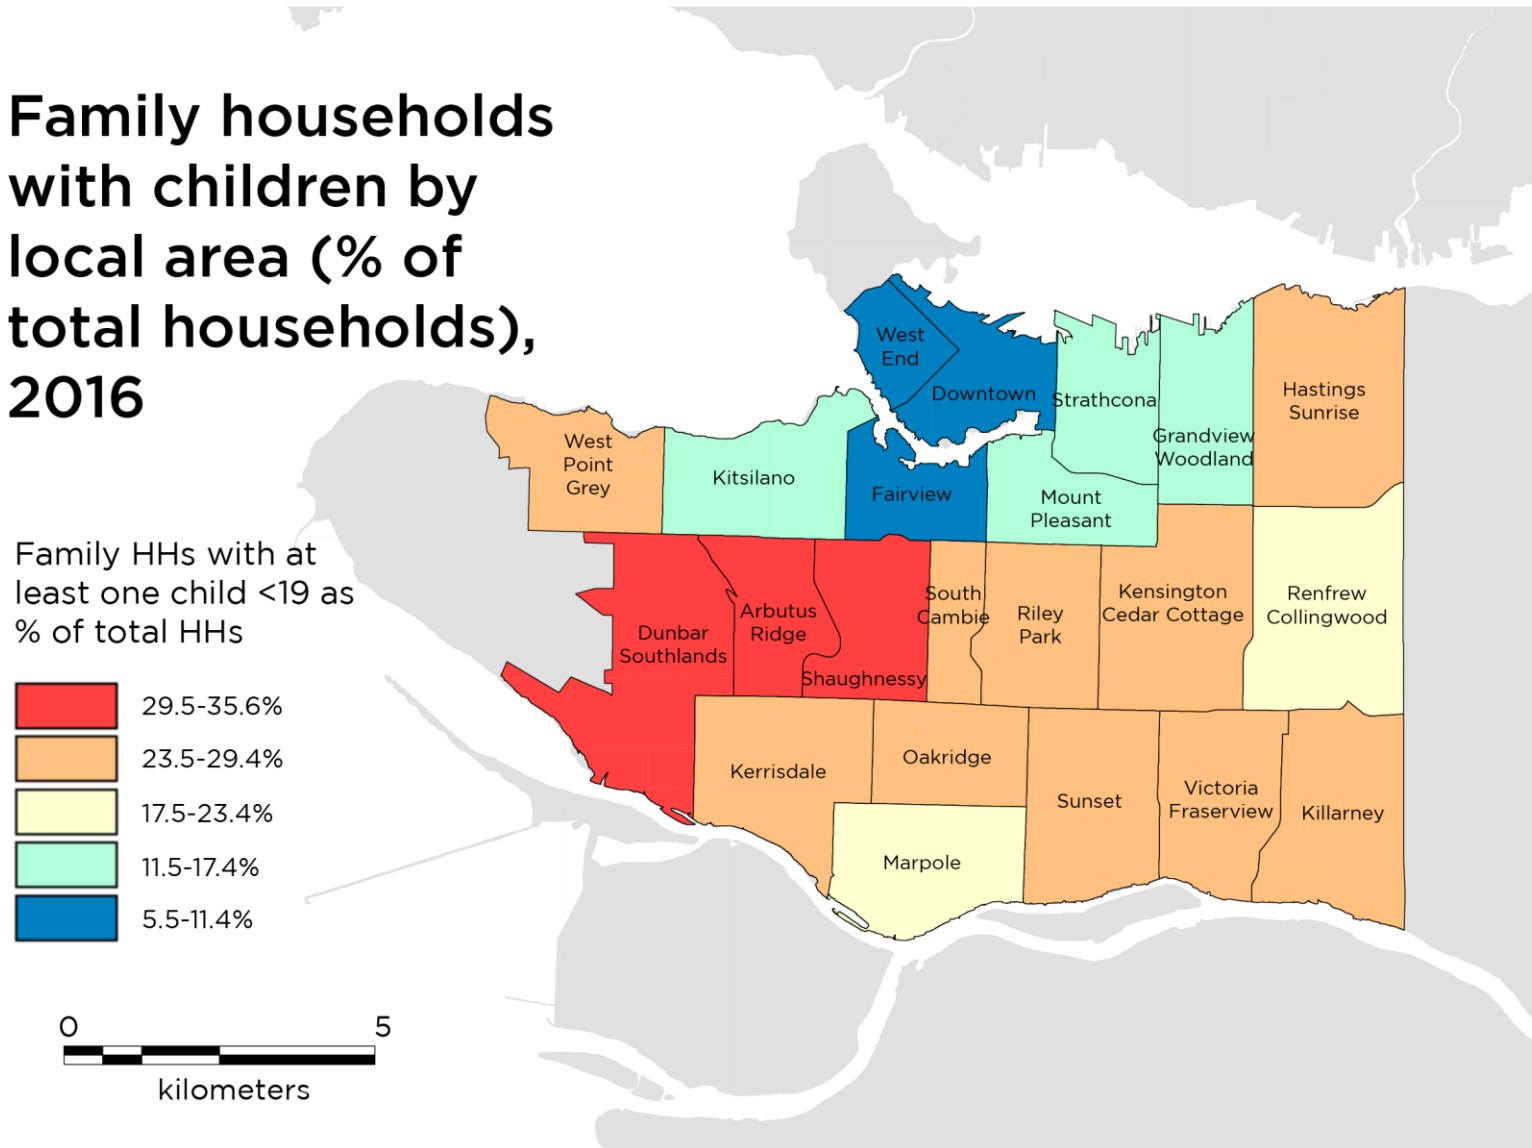 Family households
with children by
local area (% of
total households),
2016
Family HHs with at
least one child <19 as
% of total HHs
29.5-35.6%
23.5-29.4%
17.5-23.4%
11.5-17.4%
5.5-11.4%
0
5
kilometers
West
End
Downtown
Strathcona
Grandview
Woodland
Hastings
Sunrise
West
Point
Grey
Kitsilano
Fairview
Mount
Pleasant
Dunbar
Southlands
Arbutus
Ridge
Shaughnessy
South
Cambie
Riley
Park
Kensington
Cedar Cottage
Renfrew
Collingwood
Kerrisdale
Oakridge
Marpole
Sunset
Victoria
Fraserview
Killarney